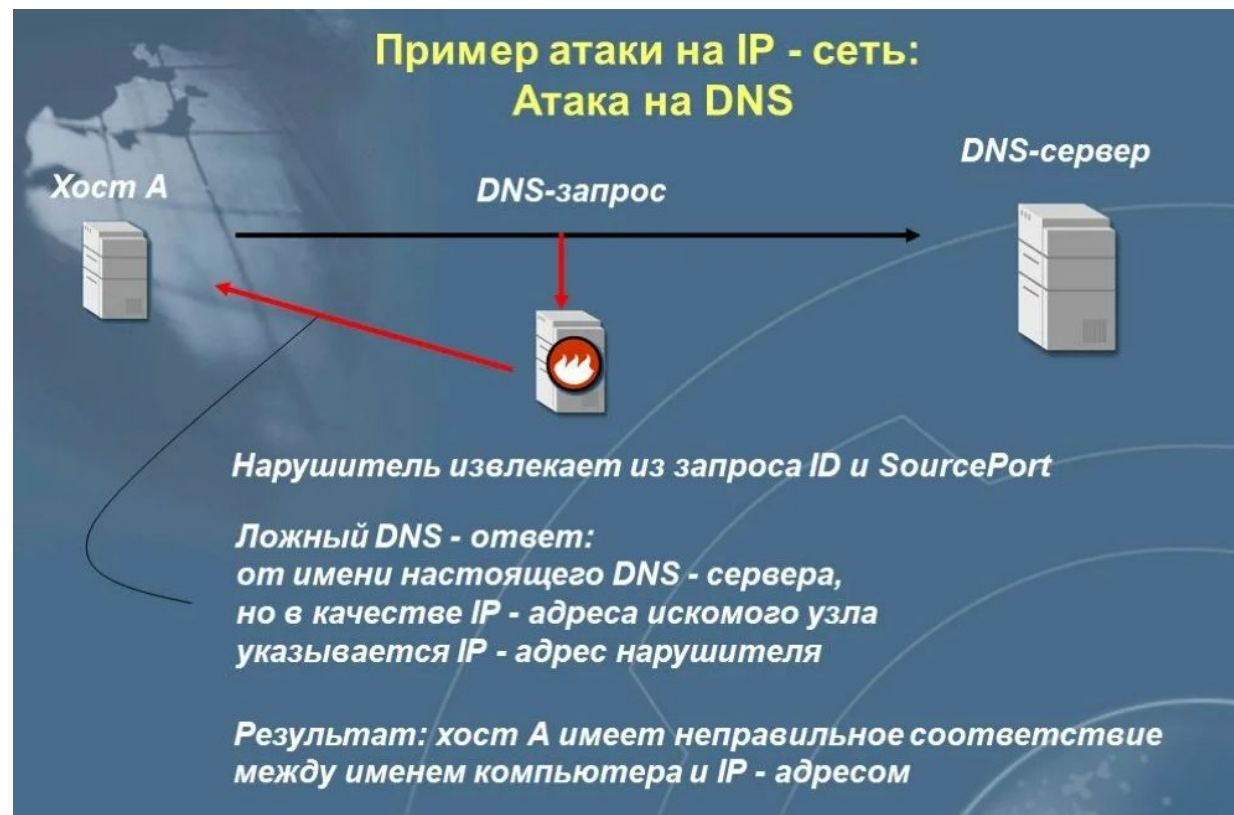 Пример атаки на IP - сеть:
Атака на DNS
DNS-сервер
Хост А
DNS-запрос
Нарушитель извлекает из запроса ID и SourcePort
Ложный DNS - ответ:
от имени настоящего DNS - сервера,
но в качестве IP - адреса искомого узла
указывается IP - адрес нарушителя
Результат: хост А имеет неправильное соответствие
между именем компьютера и IP - адресом